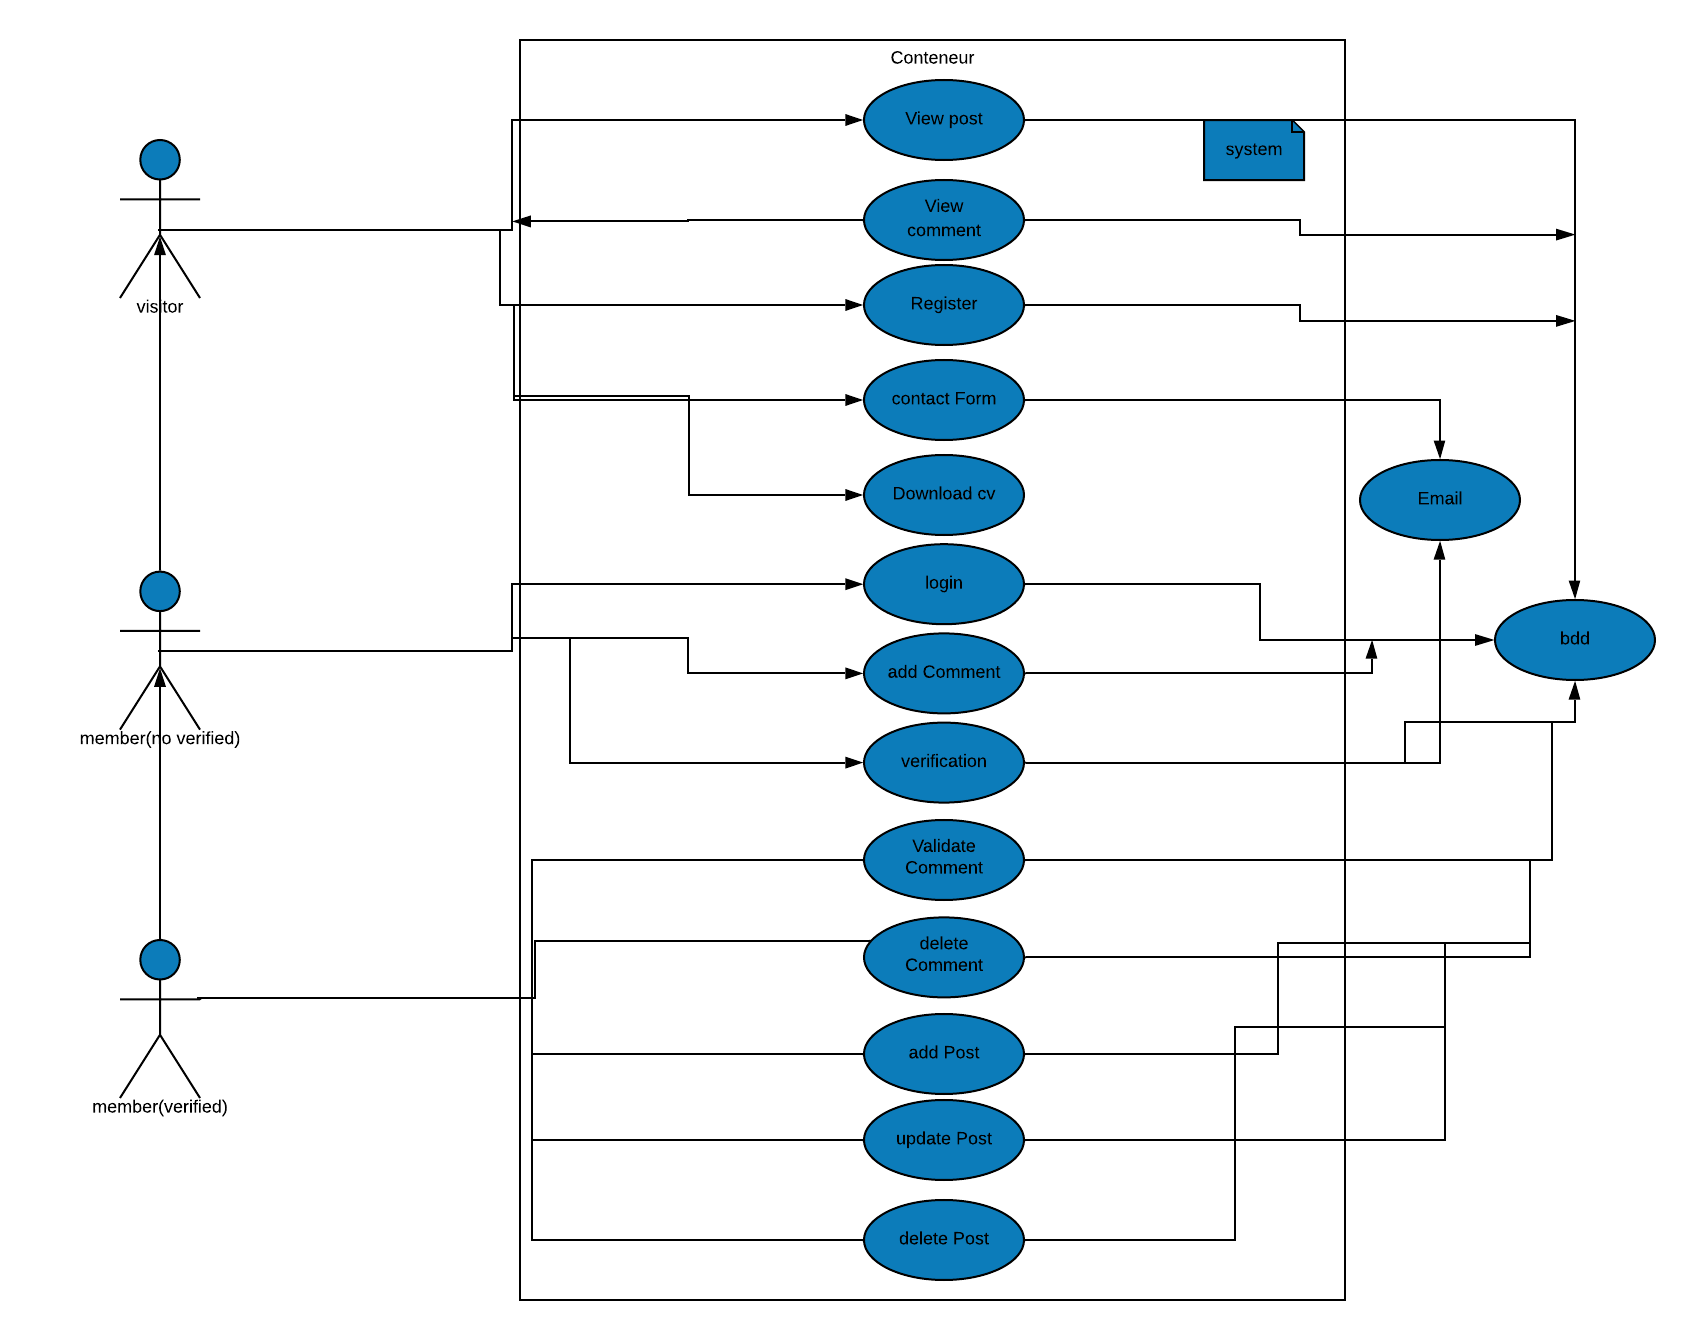 Conteneur
View post
system
View
comment
Register
visitor
contact Form
Download cv
Email
login
bdd
add Comment
member(no verified)
verification
Validate
Comment
delete
Comment
add Post
member(verified)
update Post
delete Post